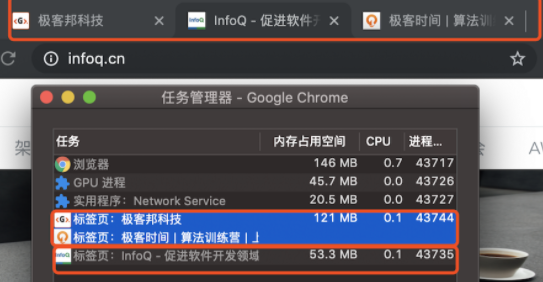 极客邦科技
InfoQ - 促进软件开
极客时间 | 算法训练
infoq.cn
任务管理器 - Google Chrome
任务 内存占用空间 CPU 进程...
浏览器 146 MB 0.7 43717
GPU 进程 45.7 MB 0.0 43726
实用程序：Network Service 20.5 MB 0.0 43727
标签页：极客邦科技 121 MB 0.1 43744
标签页：极客时间 | 算法训练营 | 上
标签页：InfoQ - 促进软件开发领域 53.3 MB 0.1 43735
架
会